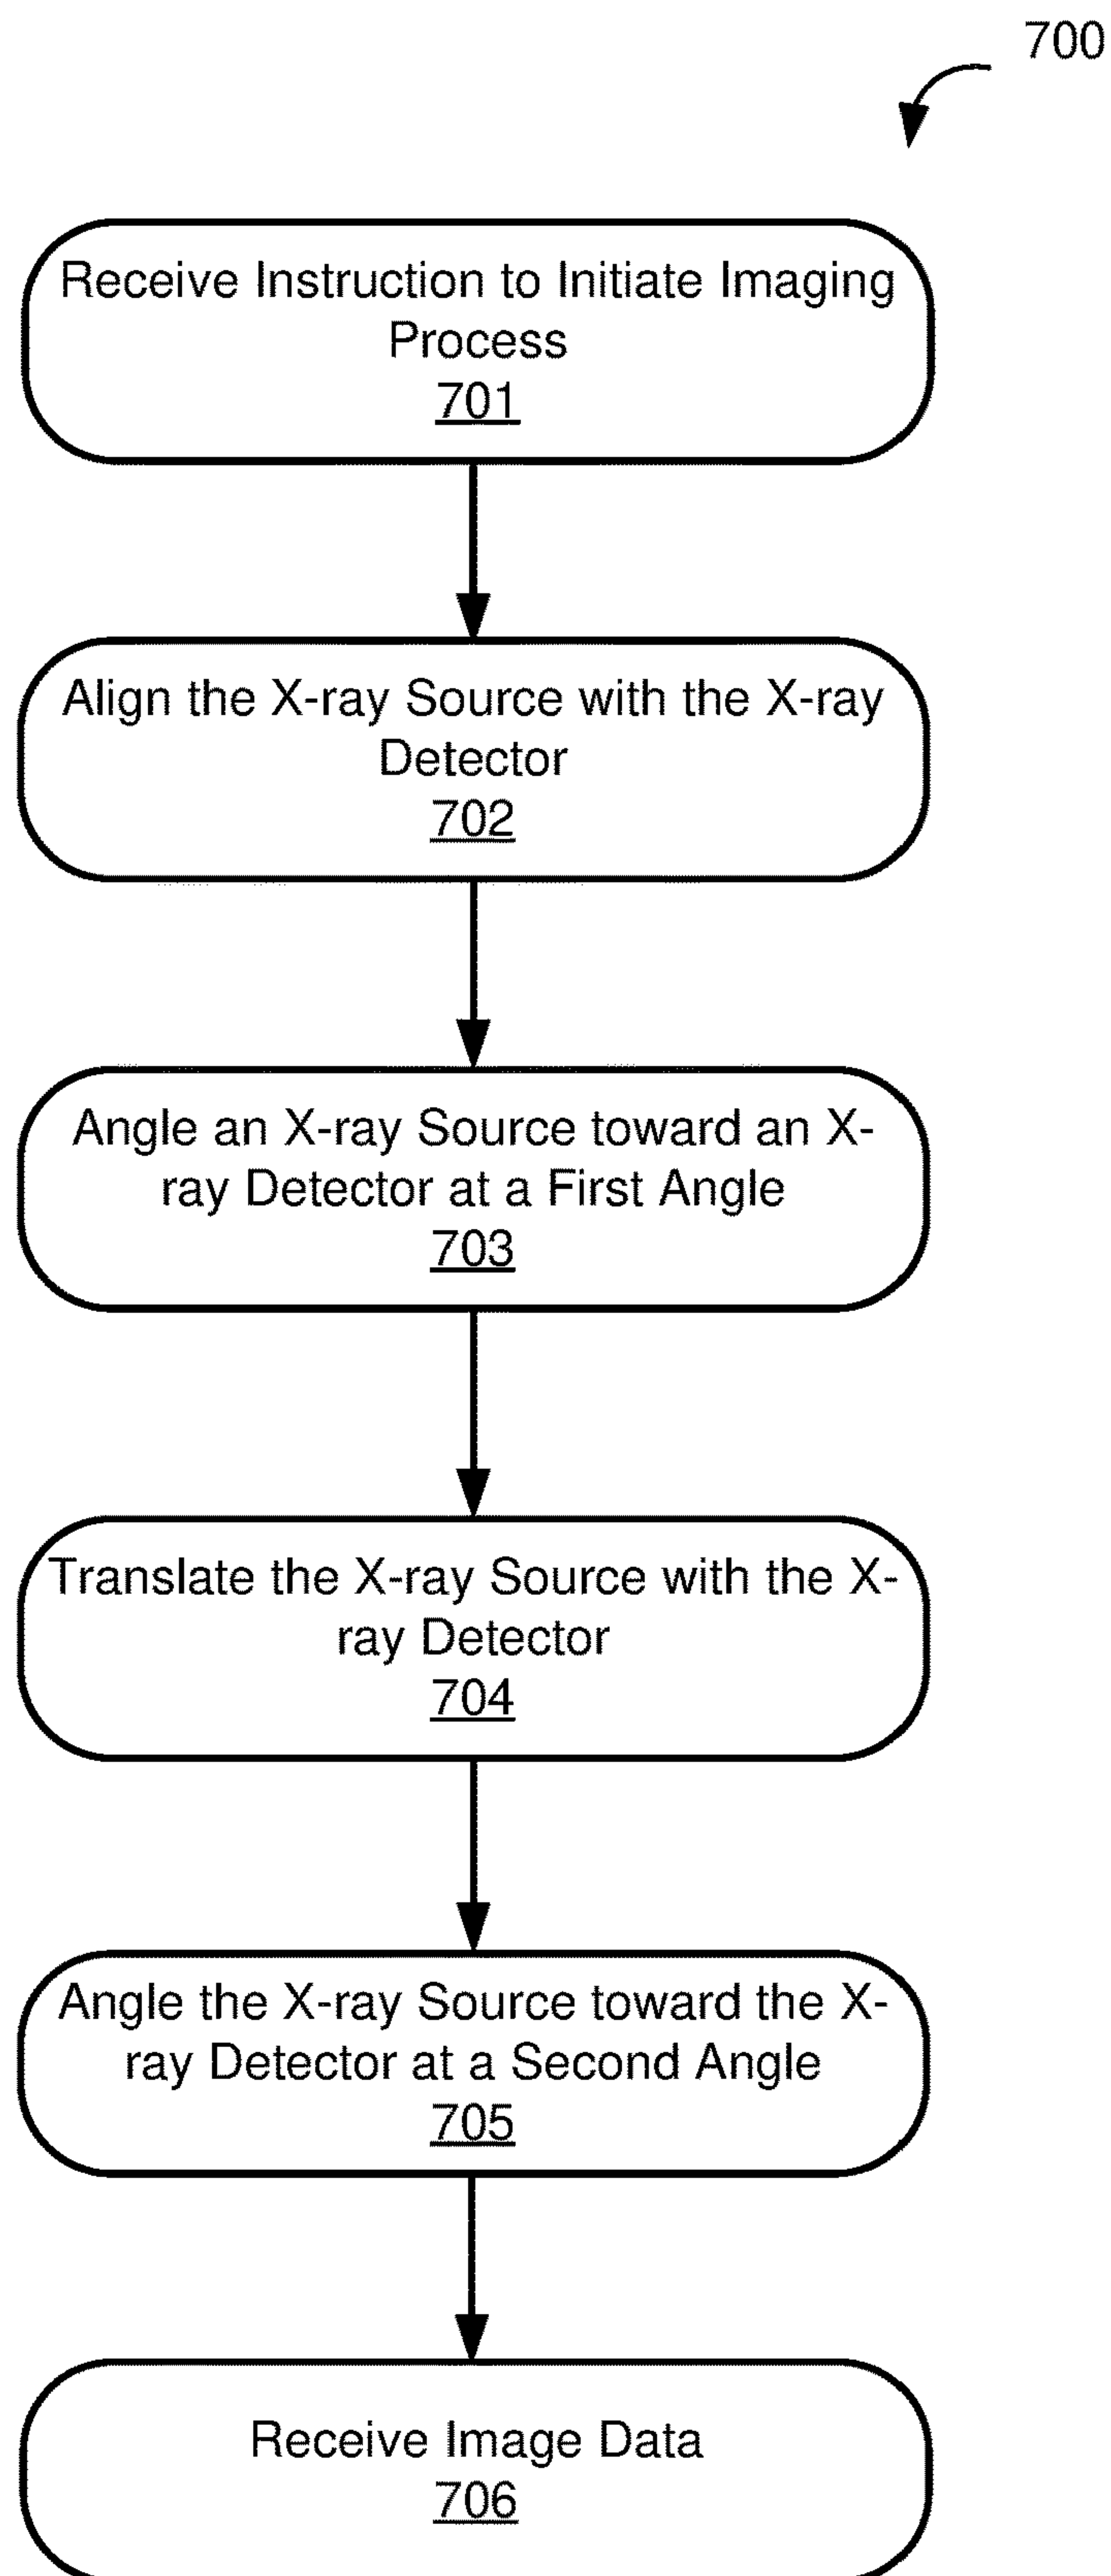 700
Receive Instruction to Initiate Imaging
Process
701
Align the X-ray Source with the X-ray
Detector
702
Angle an X-ray Source toward an X-
ray Detector at a First Angle
703
Translate the X-ray Source with the X-
ray Detector
704
Angle the X-ray Source toward the X-
ray Detector at a Second Angle
705
Receive Image Data
706